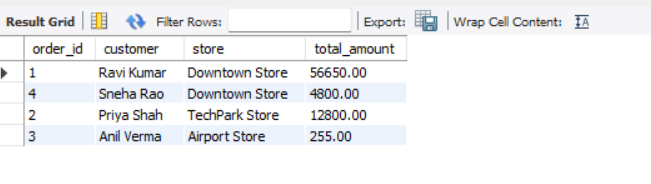 Result Grid Filter Rows: Export: Wrap Cell Content: IA
order_id customer store total_amount
1 Ravi Kumar Downtown Store 56650.00
4 Sneha Rao Downtown Store 4800.00
2 Priya Shah TechPark Store 12800.00
3 Anil Verma Airport Store 255.00